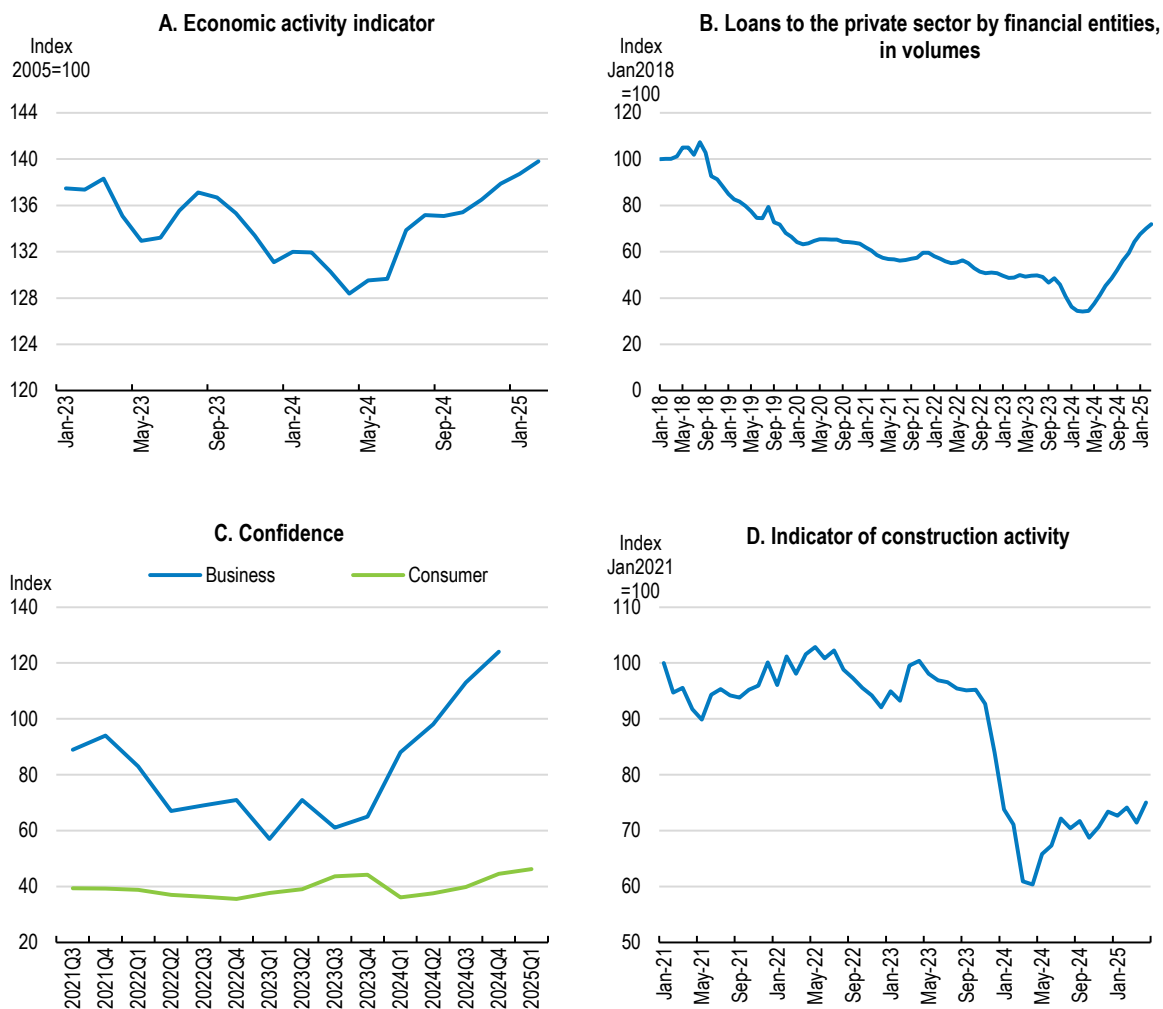 A. Economic activity indicator
Index
2005=100
144
140
136
132
128
124
120
Jan-23
May-23
Sep-23
Jan-24
May-24
Sep-24
Jan-25
B. Loans to the private sector by financial entities,
in volumes
Index
Jan2018
=100
120
100
80
60
40
20
0
Jan-18
May-18
Sep-18
Jan-19
May-19
Sep-19
Jan-20
May-20
Sep-20
Jan-21
May-21
Sep-21
Jan-22
May-22
Sep-22
Jan-23
May-23
Sep-23
Jan-24
May-24
Sep-24
Jan-25
C. Confidence
Business
Consumer
Index
140
120
100
80
60
40
20
2021Q3
2021Q4
2022Q1
2022Q2
2022Q3
2022Q4
2023Q1
2023Q2
2023Q3
2023Q4
2024Q1
2024Q2
2024Q3
2024Q4
2025Q1
D. Indicator of construction activity
Index
Jan2021
=100
110
100
90
80
70
60
50
Jan-21
May-21
Sep-21
Jan-22
May-22
Sep-22
Jan-23
May-23
Sep-23
Jan-24
May-24
Sep-24
Jan-25